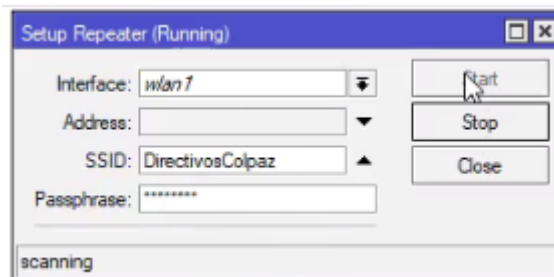 Setup Repeater (Running)
Interface: wlan1
Start
Address:
Stop
SSID: DirectivosColpaz
Close
Passphrase: ********
scanning